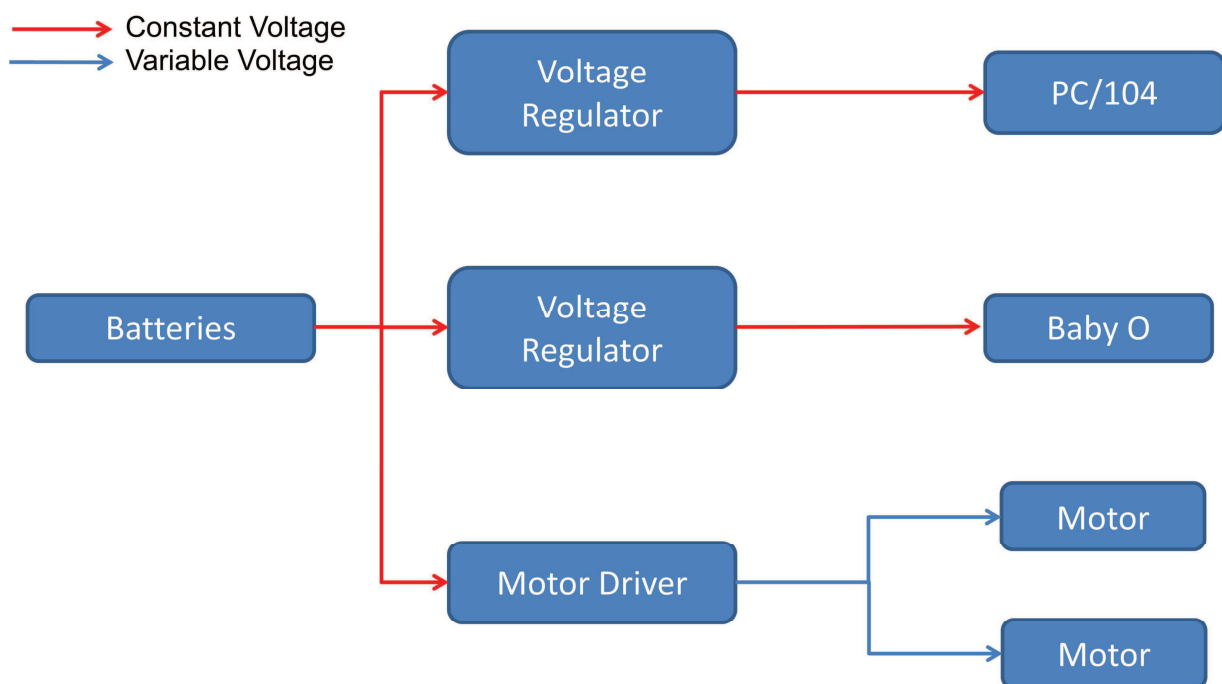 Constant Voltage
Variable Voltage
Voltage
Regulator
PC/104
Batteries
Voltage
Regulator
Baby O
Motor Driver
Motor
Motor